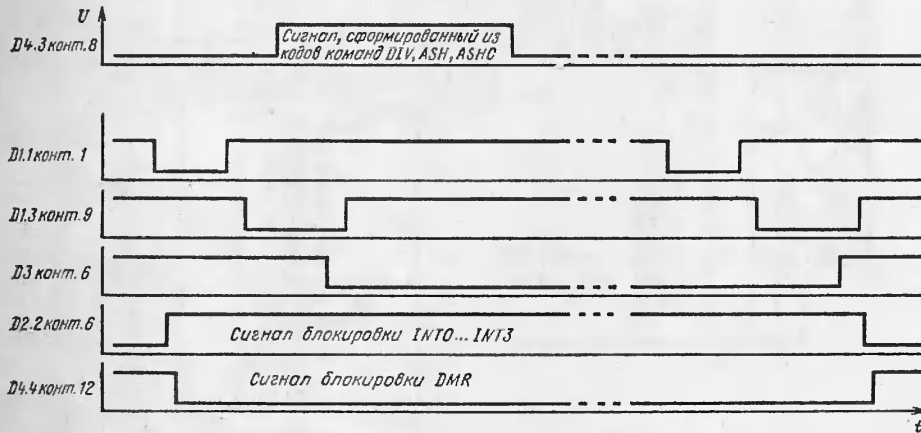 U
D4.3 конт. 8
Сигнал, сформированный из
кодов команд DIV, ASH, ASHC
D1.1 конт. 1
D1.3 конт. 9
D3 конт. 6
D2.2 конт. 6
Сигнал блокировки INT0... INT3
D4.4 конт. 12
Сигнал блокировки DMR
t